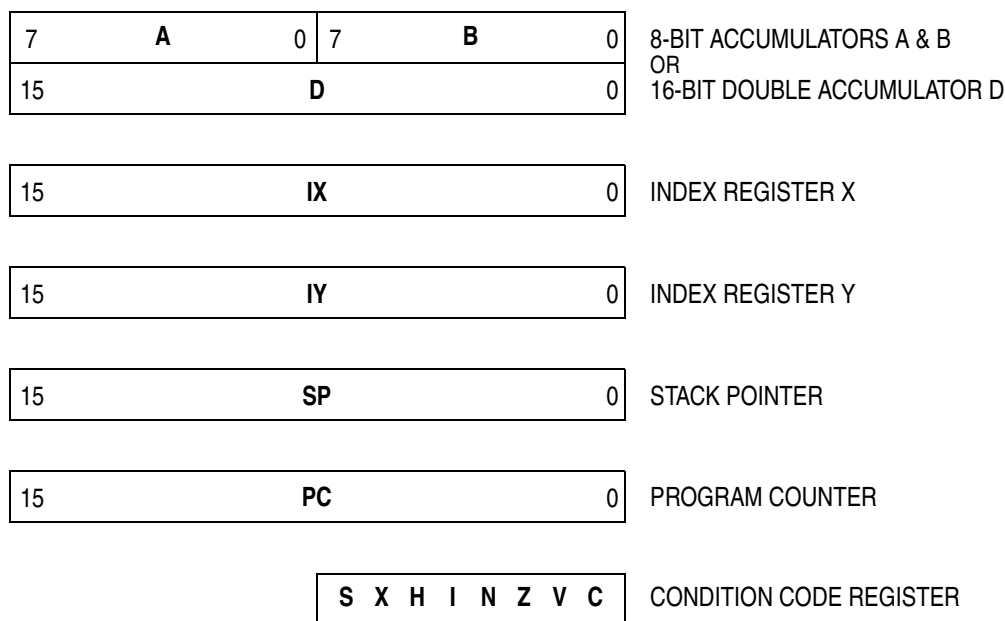 7 A 0 7 B 0 8-BIT ACCUMULATORS A & B
OR
15 D 0 16-BIT DOUBLE ACCUMULATOR D
15 IX 0 INDEX REGISTER X
15 IY 0 INDEX REGISTER Y
15 SP 0 STACK POINTER
15 PC 0 PROGRAM COUNTER
S X H I N Z V C CONDITION CODE REGISTER